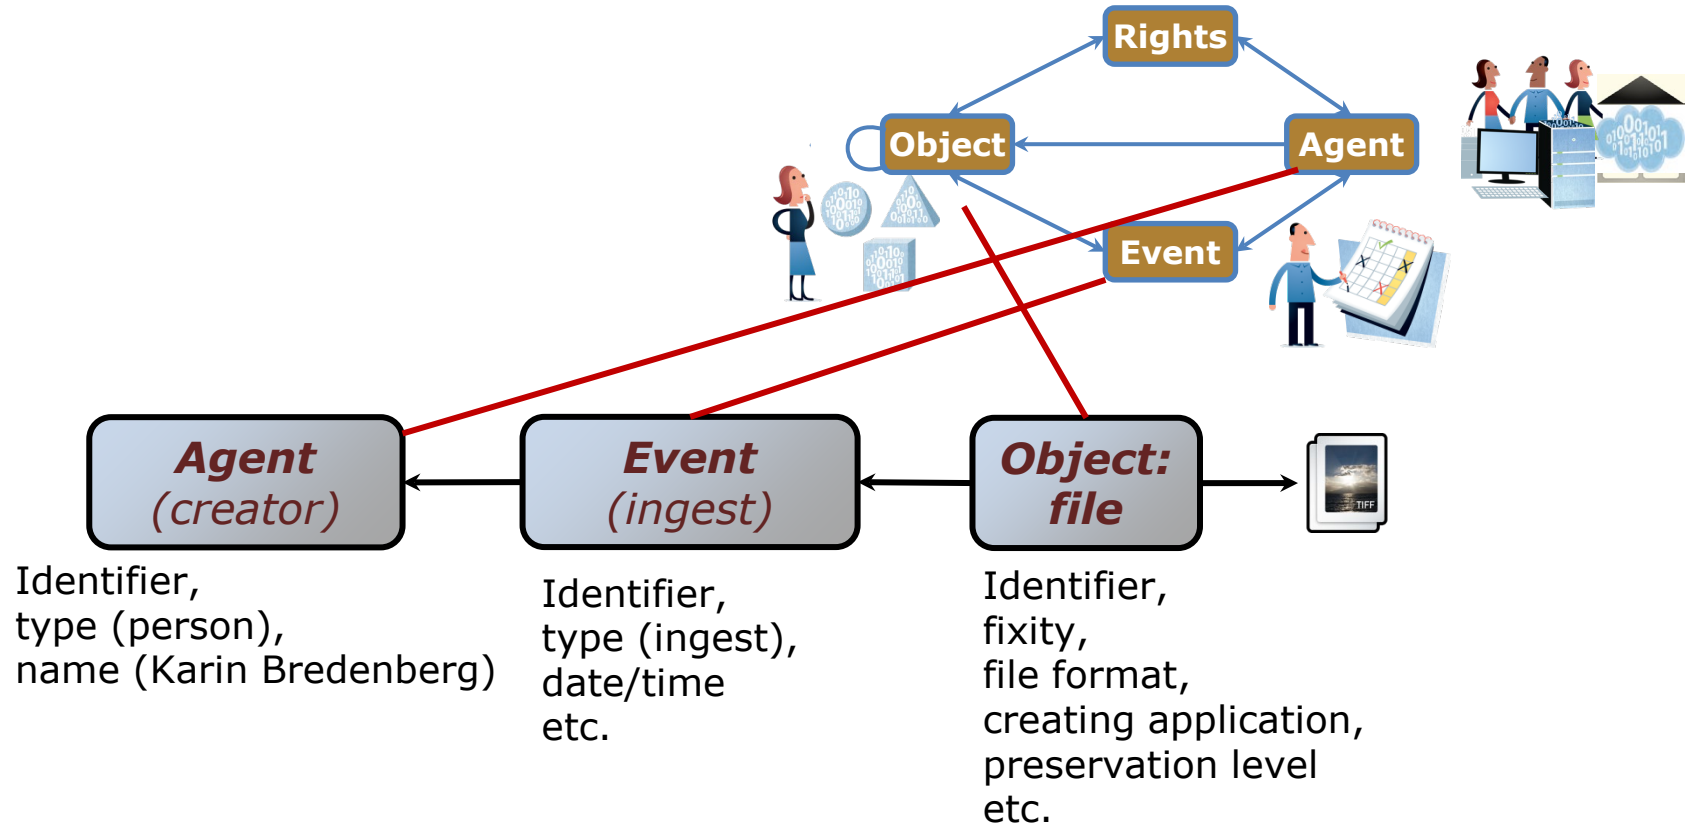 Rights
Object
Agent
Event
Agent
(creator)
Event
(ingest)
Object:
file
TIFF
Identifier,
type (person),
name (Karin Bredenberg)
Identifier,
type (ingest),
date/time
etc.
Identifier,
fixity,
file format,
creating application,
preservation level
etc.